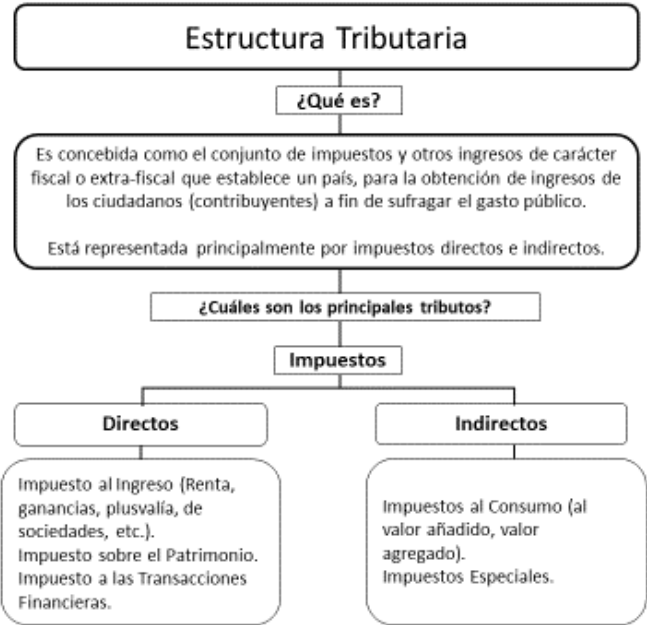 Estructura Tributaria
¿Qué es?
Es concebida como el conjunto de impuestos y otros ingresos de carácter
fiscal o extra-fiscal que establece un país, para la obtención de ingresos de
los ciudadanos (contribuyentes) a fin de sufragar el gasto público.
Está representada principalmente por impuestos directos e indirectos.
¿Cuáles son los principales tributos?
Impuestos
Directos
Impuesto al Ingreso (Renta,
ganancias, plusvalía, de
sociedades, etc.).
Impuesto sobre el Patrimonio.
Impuesto a las Transacciones
Financieras.
Indirectos
Impuestos al Consumo (al
valor añadido, valor
agregado).
Impuestos Especiales.